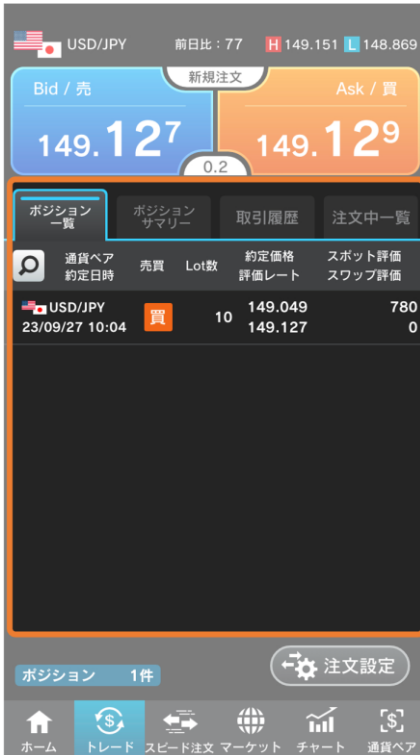 USD/JPY 前日比：77 H 149.151 L 148.869
新規注文
Bid / 売 Ask / 買
149.127 149.129
0.2
ポジション
一覧
ポジション
サマリー
取引履歴 注文中一覧
通貨ペア 売買 Lot数 約定価格 スポット評価
約定日時 評価レート スワップ評価
USD/JPY 買 10 149.049 780
23/09/27 10:04 149.127 0
注文設定
ポジション 1件
ホーム トレード スピード注文 マーケット チャート 通貨ペ